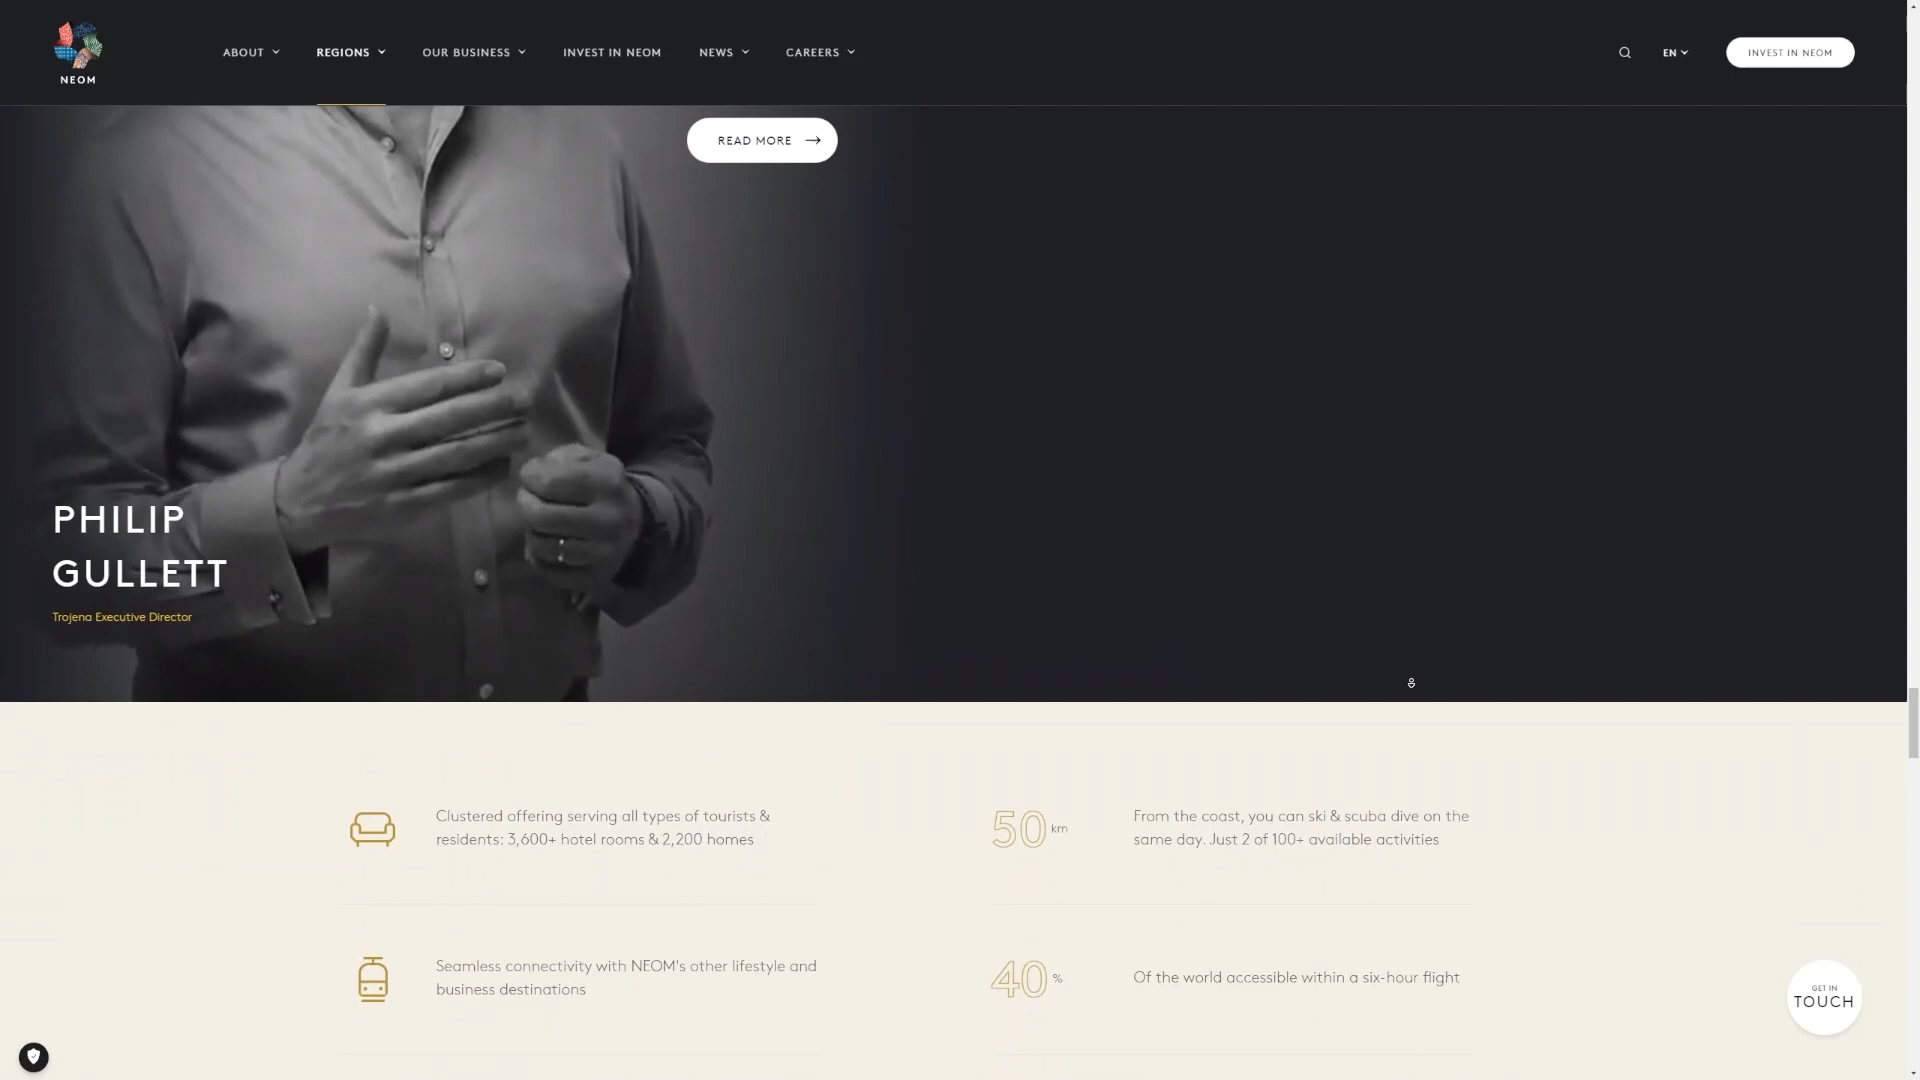 NEOM
ABOUT
REGIONS
OUR BUSINESS
INVEST IN NEOM
NEWS
CAREERS
EN
INVEST IN NEOM
READ MORE
PHILIP
GULLETT
Trojena Executive Director
Clustered offering serving all types of tourists &
residents: 3,600+ hotel rooms & 2,200 homes
50 km
From the coast, you can ski & scuba dive on the
same day. Just 2 of 100+ available activities
Seamless connectivity with NEOM's other lifestyle and
business destinations
40 %
Of the world accessible within a six-hour flight
GET IN
TOUCH